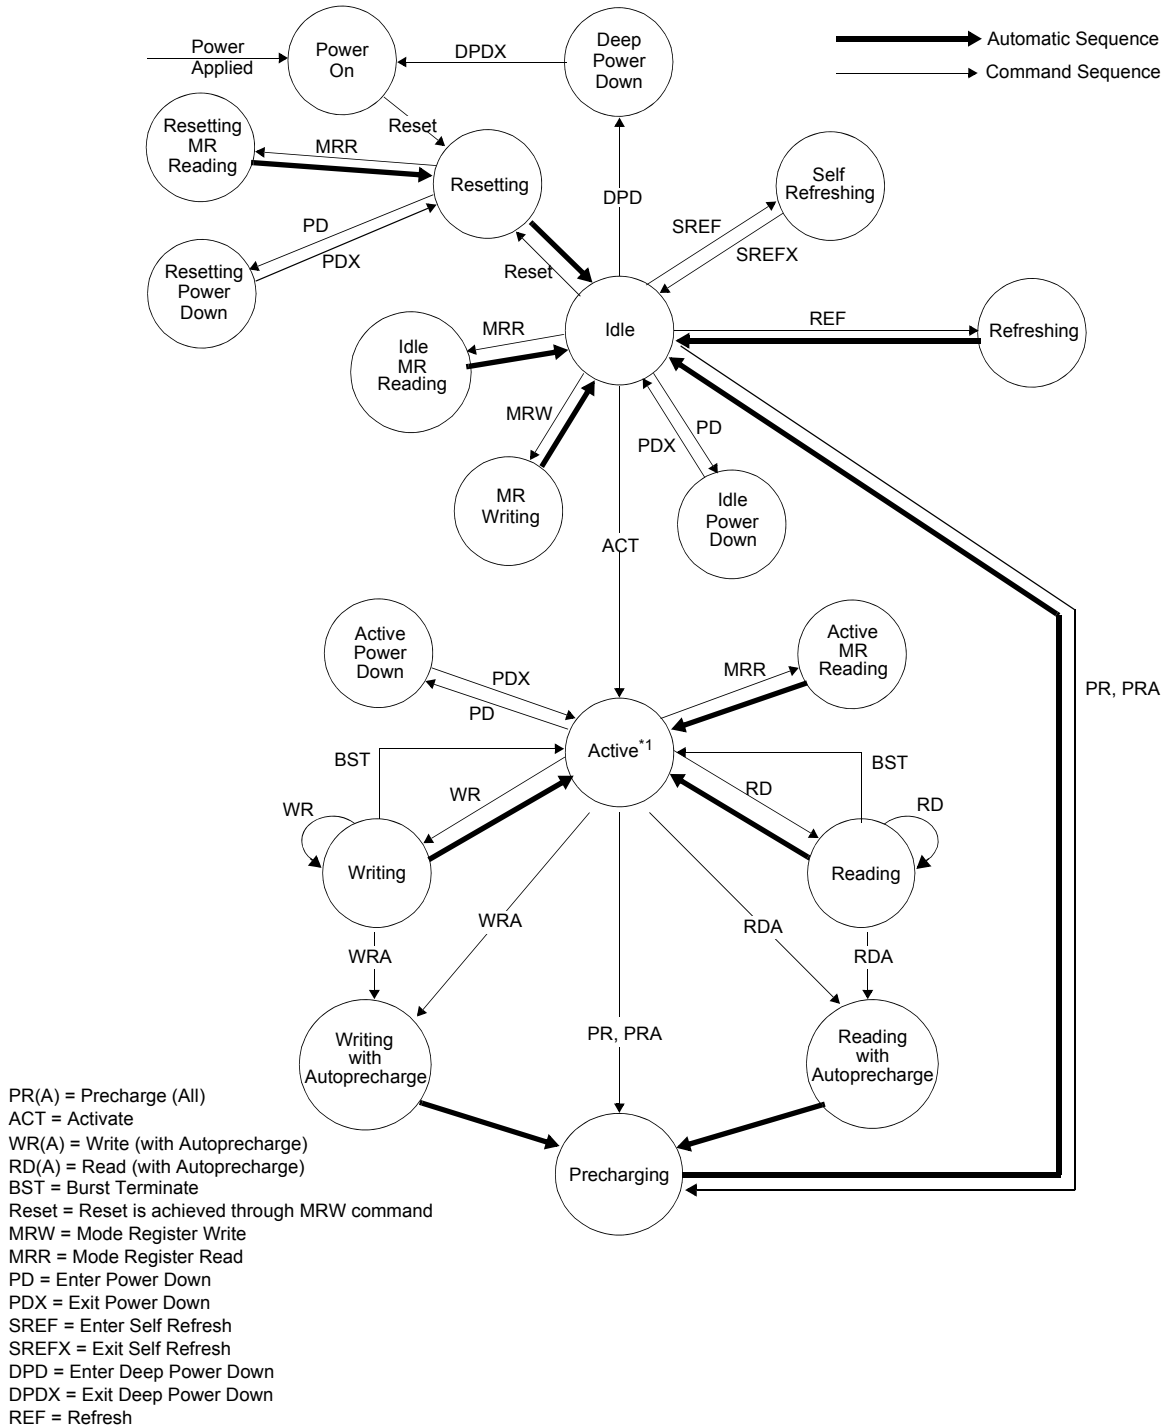 Power
Applied
Power
On
DPDX
Deep
Power
Down
Automatic Sequence
Command Sequence
Reset
Resetting
MR
Reading
MRR
Resetting
DPD
Self
Refreshing
SREF
SREFX
PD
PDX
Resetting
Power
Down
Reset
Idle
REF
Refreshing
MRR
Idle
MR
Reading
MRW
PD
PDX
MR
Writing
Idle
Power
Down
ACT
Active
Power
Down
PDX
PD
MRR
Active
MR
Reading
PR, PRA
Active*1
BST
BST
WR
RD
WR
RD
Writing
Reading
WRA
RDA
WRA
RDA
Writing
with
Autoprecharge
PR, PRA
Reading
with
Autoprecharge
Precharging
PR(A) = Precharge (All)
ACT = Activate
WR(A) = Write (with Autoprecharge)
RD(A) = Read (with Autoprecharge)
BST = Burst Terminate
Reset = Reset is achieved through MRW command
MRW = Mode Register Write
MRR = Mode Register Read
PD = Enter Power Down
PDX = Exit Power Down
SREF = Enter Self Refresh
SREFX = Exit Self Refresh
DPD = Enter Deep Power Down
DPDX = Exit Deep Power Down
REF = Refresh